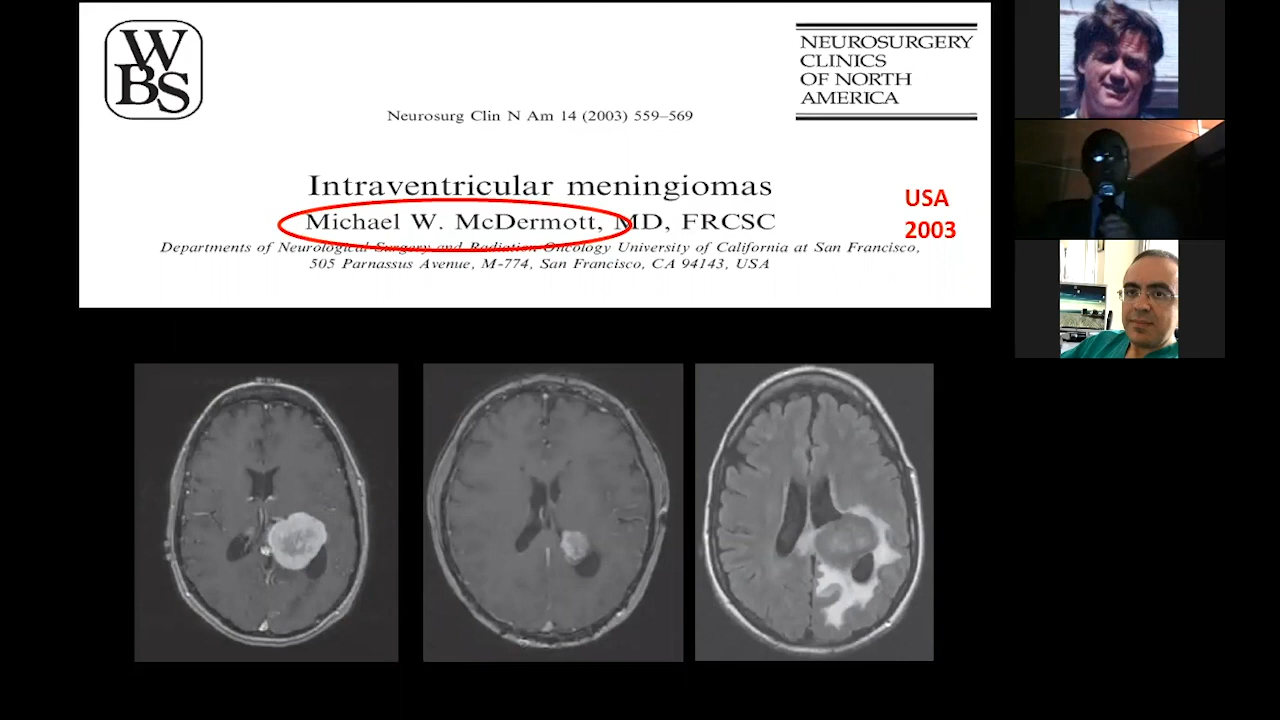 WBS
NEUROSURGERY
CLINICS
OF NORTH
AMERICA
Neurosurg Clin N Am 14 (2003) 559–569
Intraventricular meningiomas
Michael W. McDermott, MD, FRCSC
Departments of Neurological Surgery and Radiation Oncology University of California at San Francisco,
505 Parnassus Avenue, M-774, San Francisco, CA 94143, USA
USA
2003